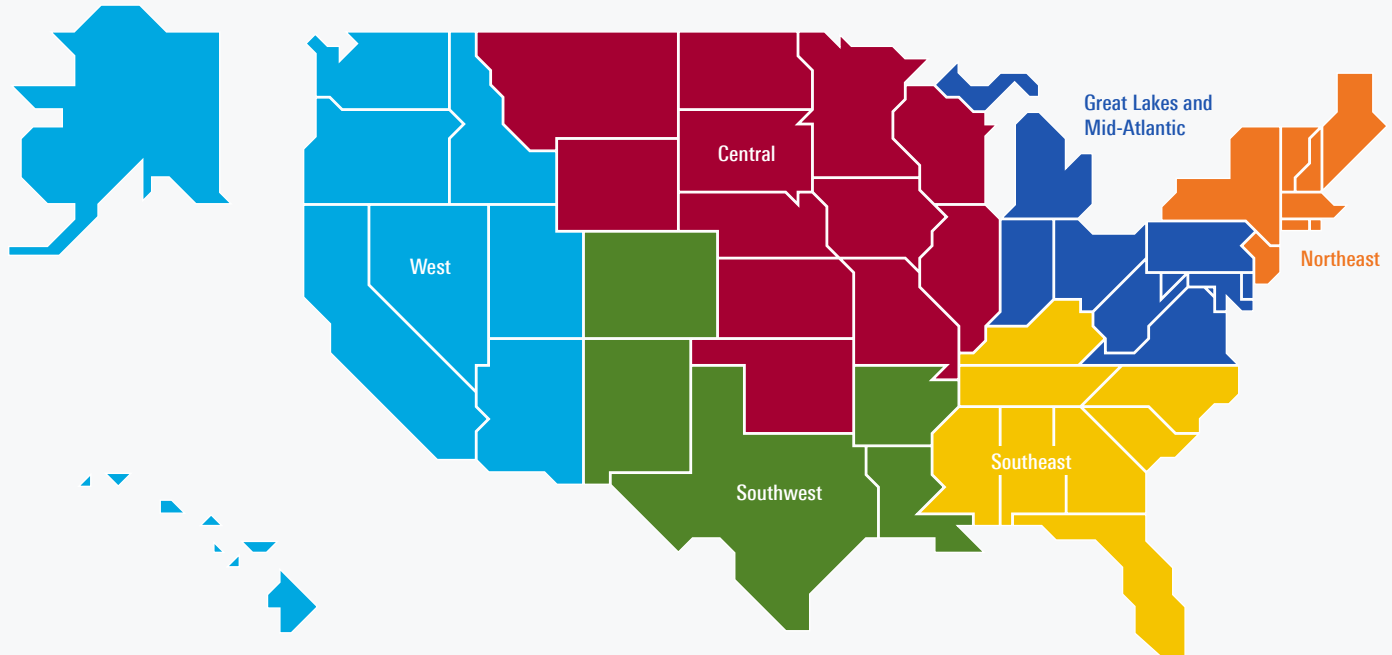 Great Lakes and
Mid-Atlantic
Central
Northeast
West
Southeast
Southwest